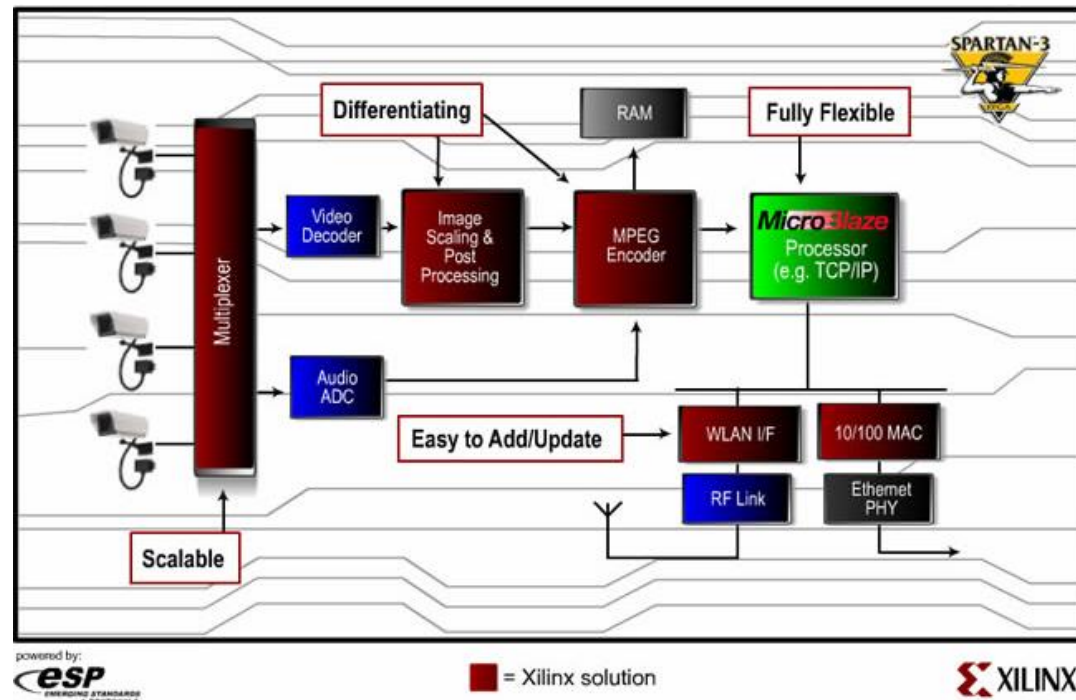 SPARTAN-3
Differentiating
RAM
Fully Flexible
Multiplexer
Video
Decoder
Image
Scaling &
Post
Processing
MPEG
Encoder
MicroBlaze
Processor
(e.g. TCP/IP)
Audio
ADC
Easy to Add/Update
WLAN I/F
10/100 MAC
RF Link
Ethernet
PHY
Scalable
powered by:
eSP
EMERGING STANDARDS
= Xilinx solution
XILINX